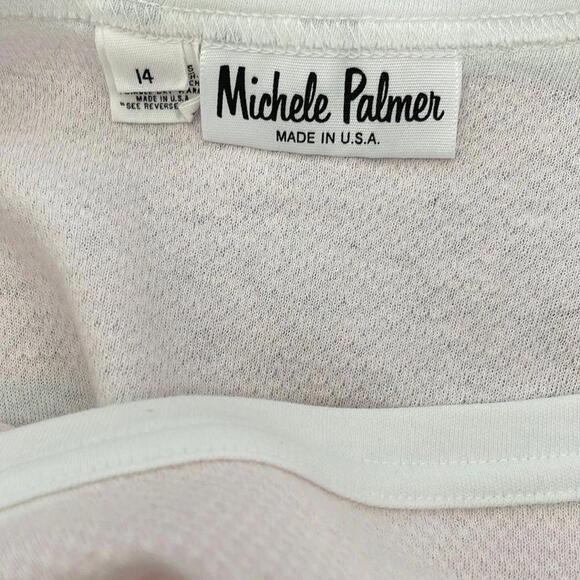 14
Michele Palmer
MADE IN U.S.A.
MADE IN U.S.A.
*SEE REVERSE